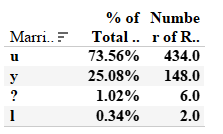 % of Numbe
Marri.. Total .. r of R..
u 73.56% 434.0
y 25.08% 148.0
? 1.02% 6.0
l 0.34% 2.0